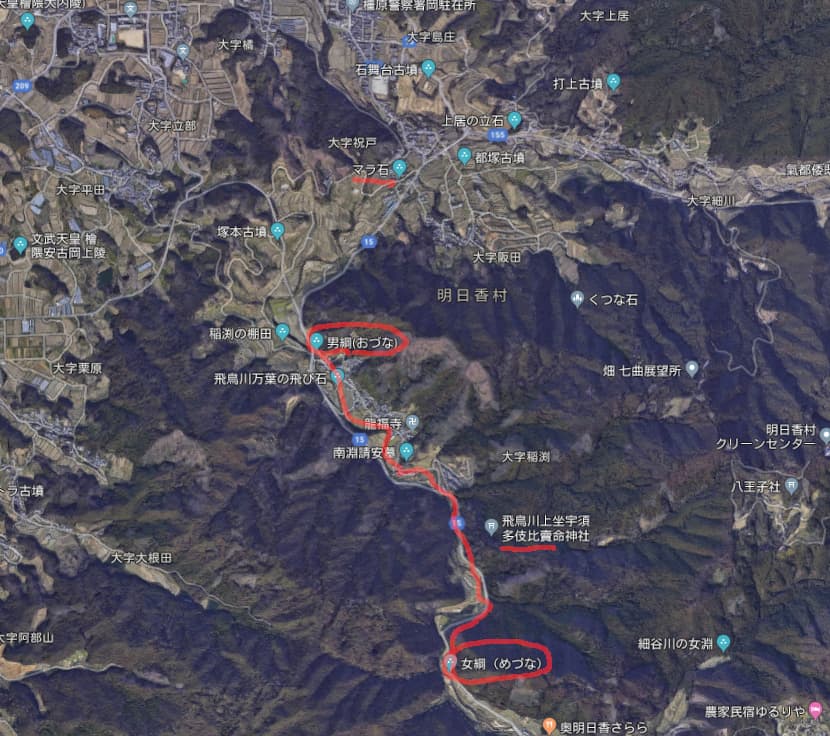 橿原警察署岡駐在所
大字島庄
大字上居
大字橘
石舞台古墳
打上古墳
209
上居の立石
155
大字立部
大字祝戸
都塚古墳
マラ石
大字平田
氣都倭既
大字細川
塚本古墳
文武天皇 檜
隈安古岡上陵
15
大字阪田
明日香村
くつな石
稲渕の棚田
男綱(おづな)
大字栗原
飛鳥川万葉の飛び石
畑 七曲展望所
龍福寺
明日香村
クリーンセンター
15
南淵請安墓
大字稲渕
八王子社
トラ古墳
15
飛鳥川上坐宇須
多伎比賣命神社
大字大根田
大字阿部山
細谷川の女淵
女綱（めづな）
農家民宿ゆるりや
奥明日香さらら